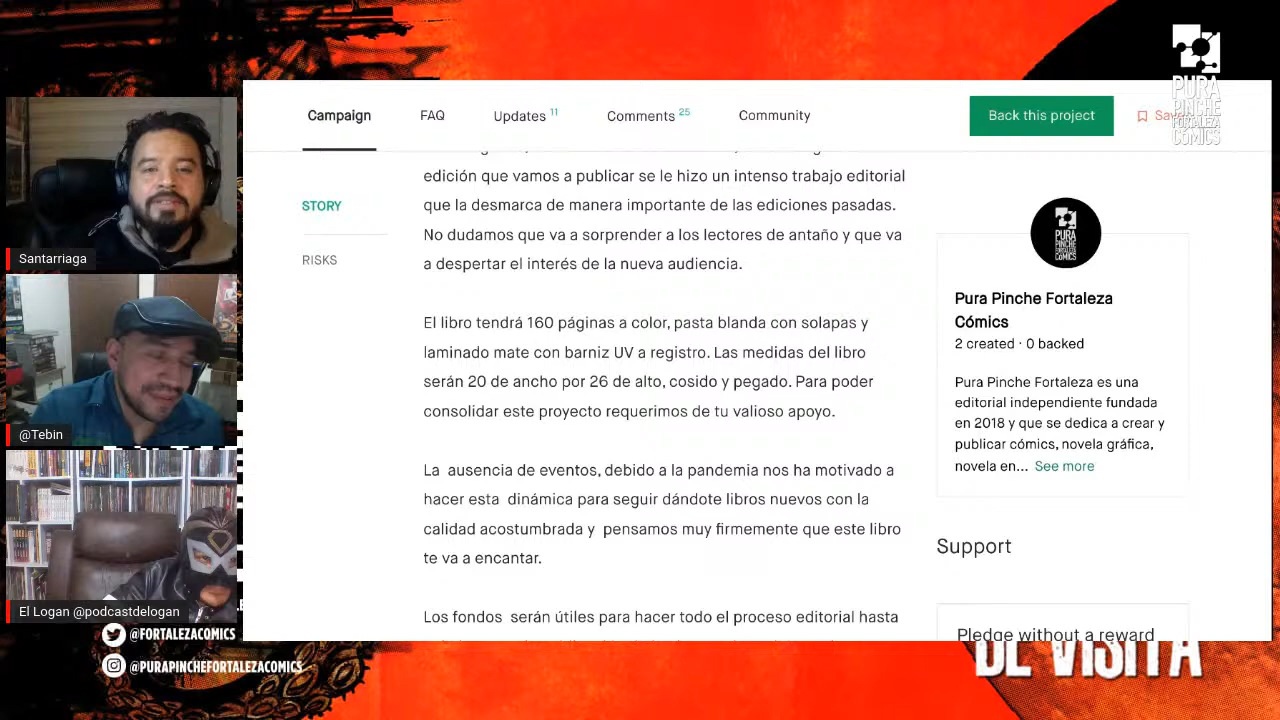 Campaign
FAQ
Updates 11
Comments 25
Community
Back this project
Save
PURA
PINCHE
FORTALEZA
CÓMICS
STORY
RISKS
edición que vamos a publicar se le hizo un intenso trabajo editorial
que la desmarca de manera importante de las ediciones pasadas.
No dudamos que va a sorprender a los lectores de antaño y que va
a despertar el interés de la nueva audiencia.
El libro tendrá 160 páginas a color, pasta blanda con solapas y
laminado mate con barniz UV a registro. Las medidas del libro
serán 20 de ancho por 26 de alto, cosido y pegado. Para poder
consolidar este proyecto requerimos de tu valioso apoyo.
La ausencia de eventos, debido a la pandemia nos ha motivado a
hacer esta dinámica para seguir dándote libros nuevos con la
calidad acostumbrada y pensamos muy firmemente que este libro
te va a encantar.
Los fondos serán útiles para hacer todo el proceso editorial hasta
PURA
PINCHE
FORTALEZA
CÓMICS
Pura Pinche Fortaleza
Cómics
2 created · 0 backed
Pura Pinche Fortaleza es una
editorial independiente fundada
en 2018 y que se dedica a crear y
publicar cómics, novela gráfica,
novela en... See more
Support
Pledge without a reward
Santarriaga
@Tebin
El Logan @podcastdelogan
@FORTALEZACOMICS
@PURAPINCHEFORTALEZACOMICS
DE VISITA